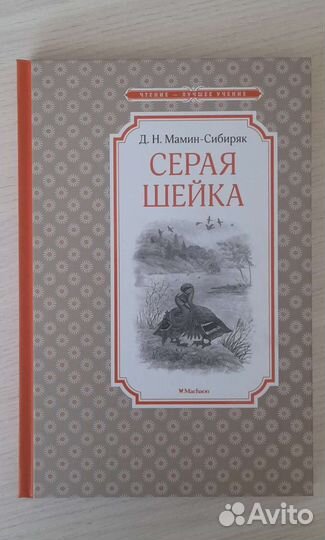 ЧТЕНИЕ – ЛУЧШЕЕ УЧЕНИЕ
Д. Н. Мамин-Сибиряк
СЕРАЯ
ШЕЙКА
Machaon
Avito